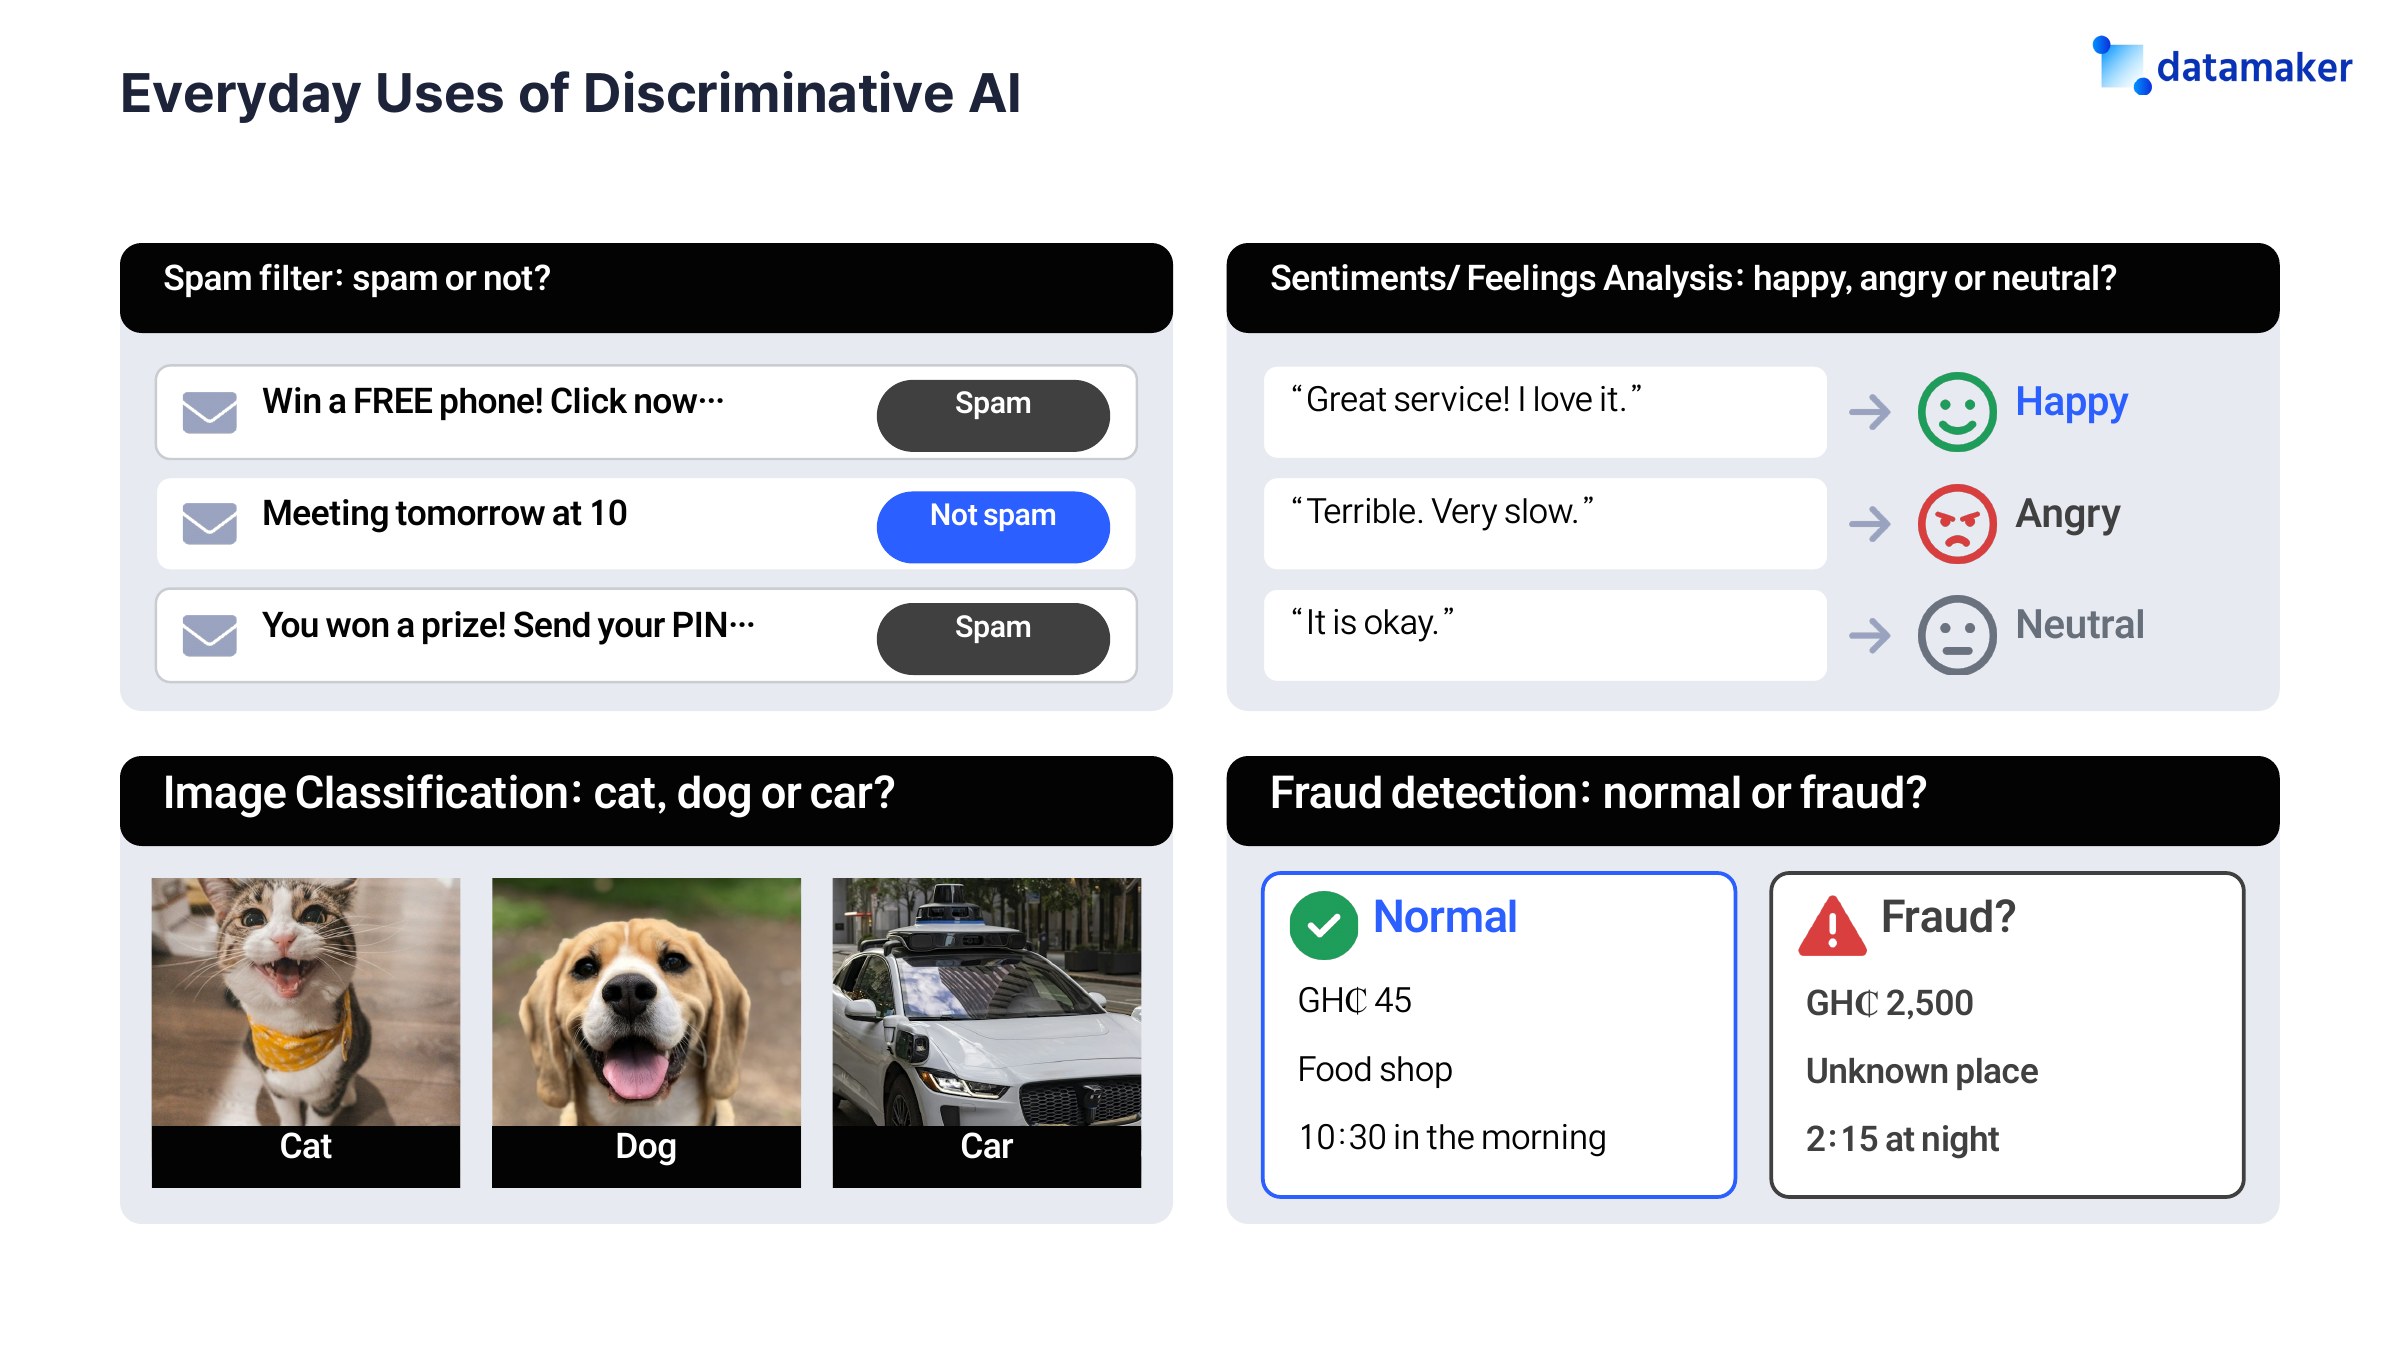 Everyday Uses of Discriminative AI
datamaker
Spam filter: spam or not?
Win a FREE phone! Click now…
Spam
Meeting tomorrow at 10
Not spam
You won a prize! Send your PIN…
Spam
Sentiments/ Feelings Analysis: happy, angry or neutral?
“Great service! I love it.”
Happy
“Terrible. Very slow.”
Angry
“It is okay.”
Neutral
Image Classification: cat, dog or car?
Cat
Dog
Car
Fraud detection: normal or fraud?
Normal
GH₵ 45
Food shop
10:30 in the morning
Fraud?
GH₵ 2,500
Unknown place
2:15 at night